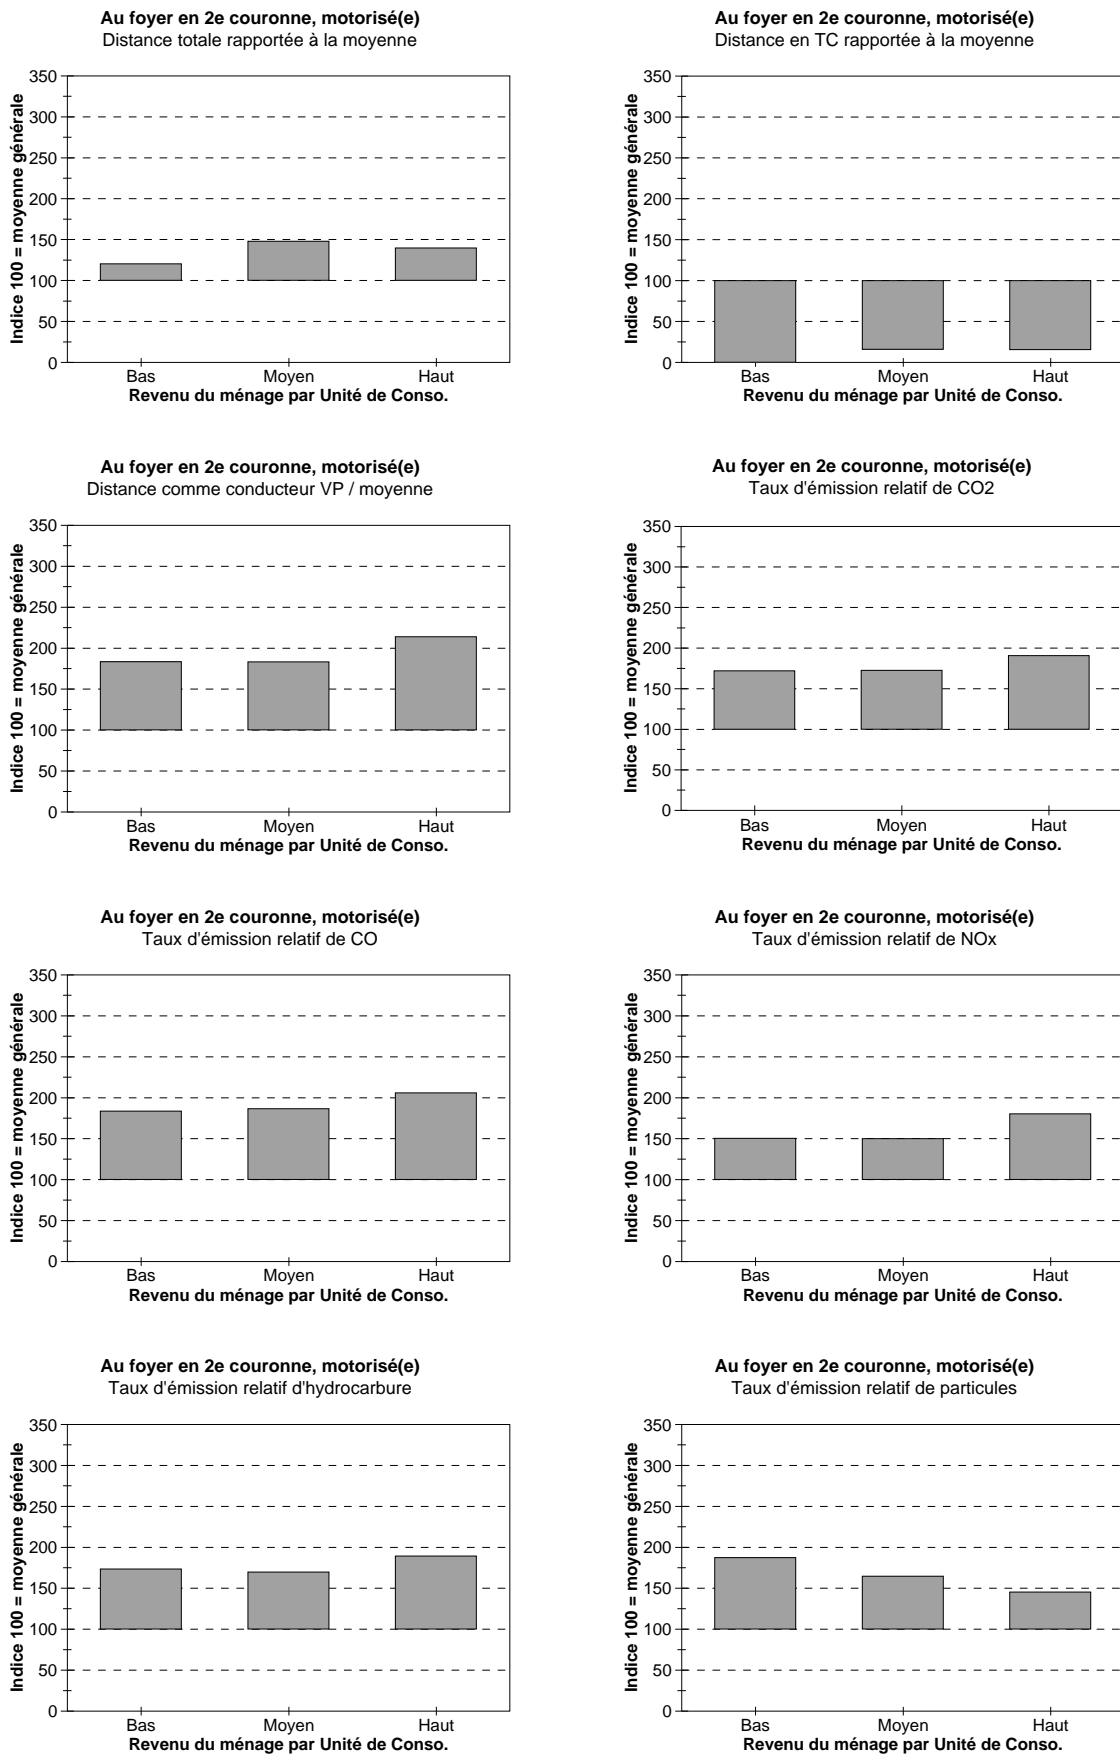 Au foyer en 2e couronne, motorisé(e)
Distance totale rapportée à la moyenne
Indice 100 = moyenne générale
350
300
250
200
150
100
50
0
Bas Moyen Haut
Revenu du ménage par Unité de Conso.
Au foyer en 2e couronne, motorisé(e)
Distance en TC rapportée à la moyenne
Indice 100 = moyenne générale
350
300
250
200
150
100
50
0
Bas Moyen Haut
Revenu du ménage par Unité de Conso.
Au foyer en 2e couronne, motorisé(e)
Distance comme conducteur VP / moyenne
Indice 100 = moyenne générale
350
300
250
200
150
100
50
0
Bas Moyen Haut
Revenu du ménage par Unité de Conso.
Au foyer en 2e couronne, motorisé(e)
Taux d'émission relatif de CO2
Indice 100 = moyenne générale
350
300
250
200
150
100
50
0
Bas Moyen Haut
Revenu du ménage par Unité de Conso.
Au foyer en 2e couronne, motorisé(e)
Taux d'émission relatif de CO
Indice 100 = moyenne générale
350
300
250
200
150
100
50
0
Bas Moyen Haut
Revenu du ménage par Unité de Conso.
Au foyer en 2e couronne, motorisé(e)
Taux d'émission relatif de NOx
Indice 100 = moyenne générale
350
300
250
200
150
100
50
0
Bas Moyen Haut
Revenu du ménage par Unité de Conso.
Au foyer en 2e couronne, motorisé(e)
Taux d'émission relatif d'hydrocarbure
Indice 100 = moyenne générale
350
300
250
200
150
100
50
0
Bas Moyen Haut
Revenu du ménage par Unité de Conso.
Au foyer en 2e couronne, motorisé(e)
Taux d'émission relatif de particules
Indice 100 = moyenne générale
350
300
250
200
150
100
50
0
Bas Moyen Haut
Revenu du ménage par Unité de Conso.